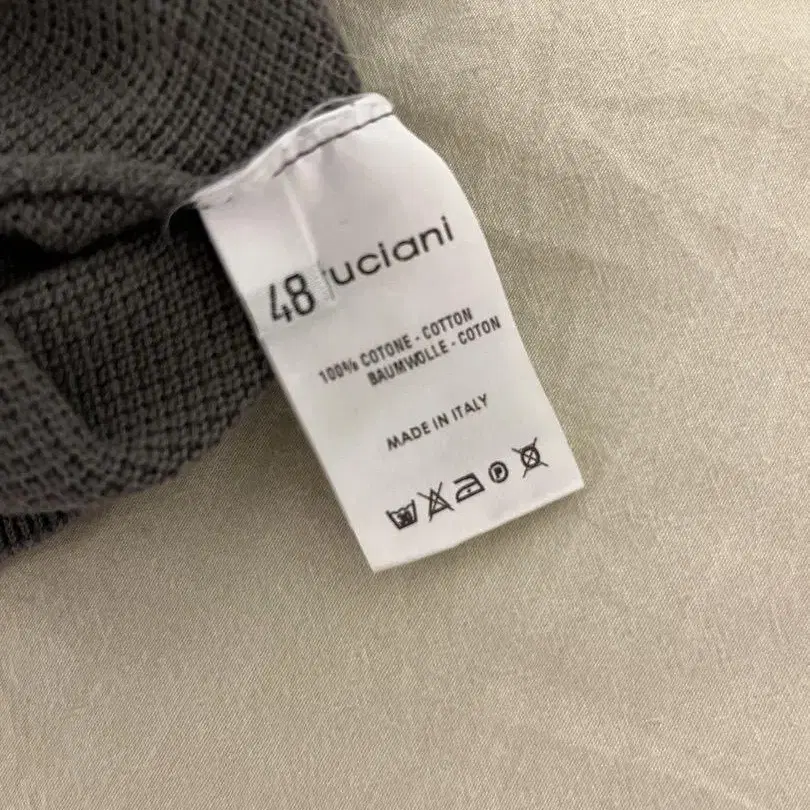 uciani
48
100% COTONE - COTTON
BAUMWOLLE - COTON
MADE IN ITALY
P